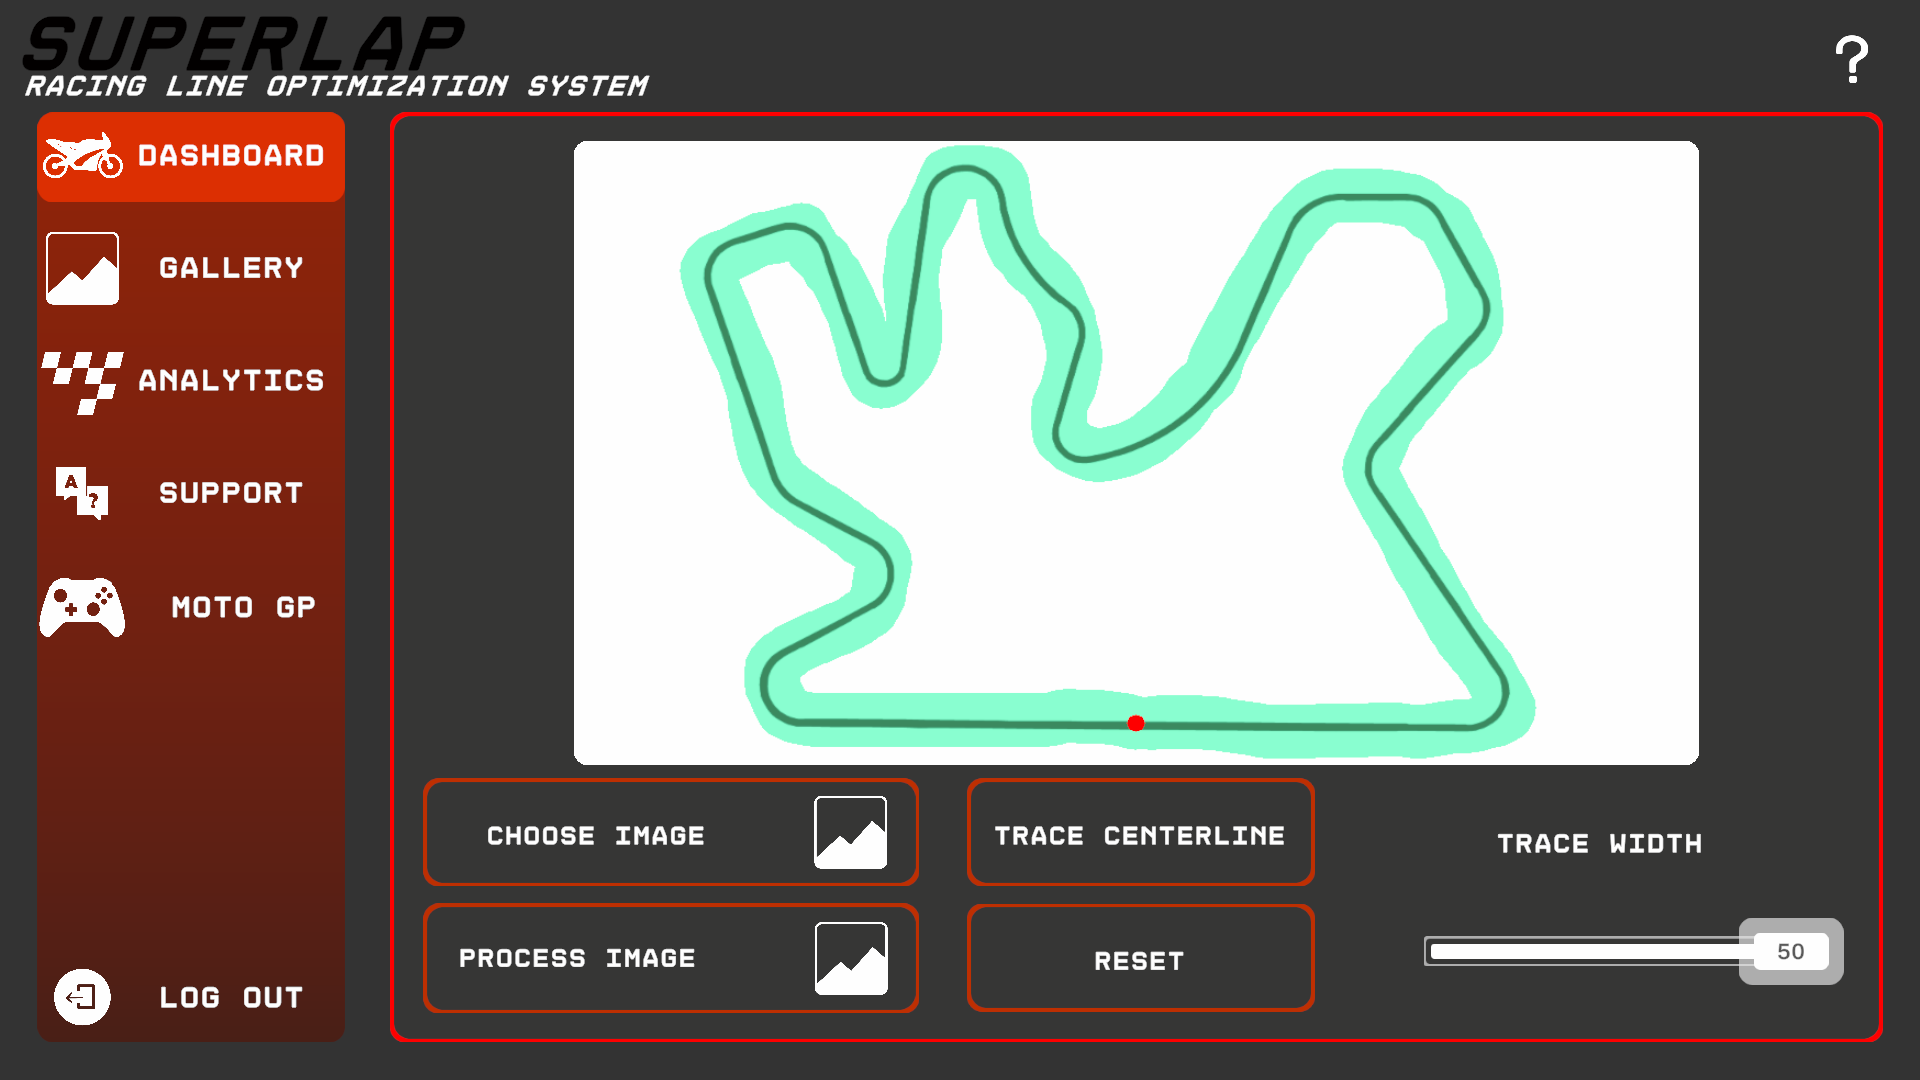 SUPERLAP
RACING LINE OPTIMIZATION SYSTEM
?
DASHBOARD
GALLERY
ANALYTICS
A
?
SUPPORT
MOTO GP
LOG OUT
CHOOSE IMAGE
TRACE CENTERLINE
TRACE WIDTH
PROCESS IMAGE
RESET
50